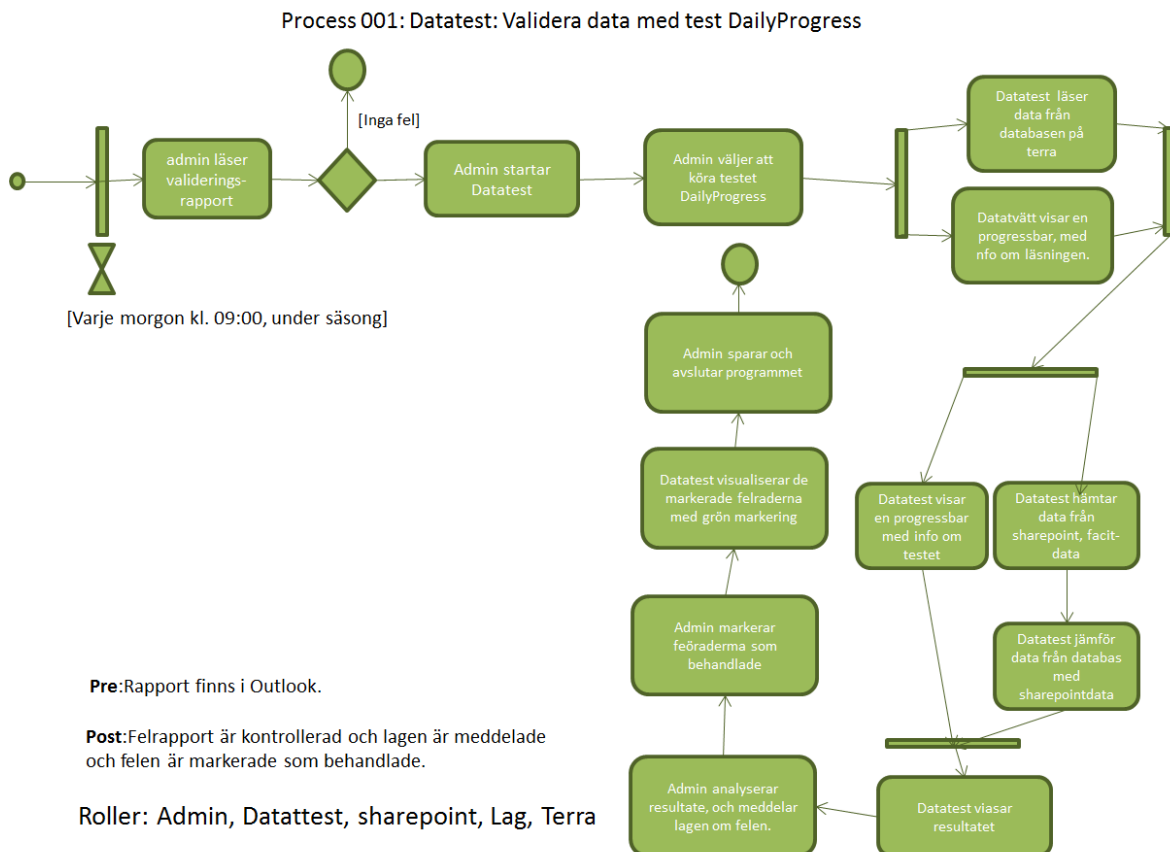 Process 001: Datatest: Validera data med test DailyProgress
[Inga fel]
admin läser
validerings-
rapport
Admin startar
Datatest
Admin väljer att
köra testet
DailyProgress
Datatest läser
data från
databasen på
terra
Datatvätt visar en
progressbar, med
nfo om läsningen.
[Varje morgon kl. 09:00, under säsong]
Admin sparar och
avslutar programmet
Datatest visualiserar de
markerade felraderna
med grön markering
Datatest visar
en progressbar
med info om
testet
Datatest hämtar
data från
sharepoint, facit-
data
Admin markerar
feöraderma som
behandlade
Datatest jämför
data från databas
med
sharepointdata
Pre:Rapport finns i Outlook.
Post:Felrapport är kontrollerad och lagen är meddelade
och felen är markerade som behandlade.
Admin analyserar
resultate, och meddelar
lagen om felen.
Datatest viasar
resultatet
Roller: Admin, Datattest, sharepoint, Lag, Terra